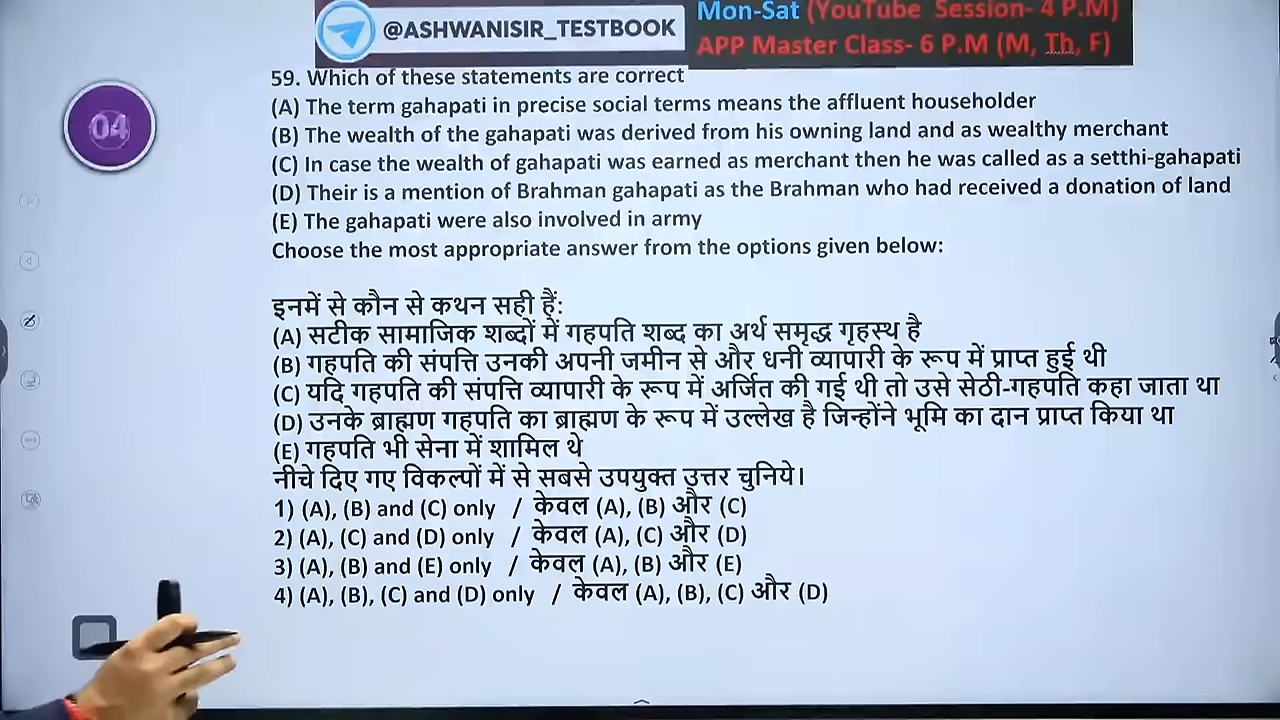 @ASHWANISIR_TESTBOOK
Mon-Sat (YouTube Session- 4 P.M)
APP Master Class- 6 P.M (M, Th, F)
04
59. Which of these statements are correct
(A) The term gahapati in precise social terms means the affluent householder
(B) The wealth of the gahapati was derived from his owning land and as wealthy merchant
(C) In case the wealth of gahapati was earned as merchant then he was called as a setthi-gahapati
(D) Their is a mention of Brahman gahapati as the Brahman who had received a donation of land
(E) The gahapati were also involved in army
Choose the most appropriate answer from the options given below:
इनमें से कौन से कथन सही हैं:
(A) सटीक सामाजिक शब्दों में गहपति शब्द का अर्थ समृद्ध गृहस्थ है
(B) गहपति की संपत्ति उनकी अपनी जमीन से और धनी व्यापारी के रूप में प्राप्त हुई थी
(C) यदि गहपति की संपत्ति व्यापारी के रूप में अर्जित की गई थी तो उसे सेठी-गहपति कहा जाता था
(D) उनके ब्राह्मण गहपति का ब्राह्मण के रूप में उल्लेख है जिन्होंने भूमि का दान प्राप्त किया था
(E) गहपति भी सेना में शामिल थे
नीचे दिए गए विकल्पों में से सबसे उपयुक्त उत्तर चुनिये।
1) (A), (B) and (C) only / केवल (A), (B) और (C)
2) (A), (C) and (D) only / केवल (A), (C) और (D)
3) (A), (B) and (E) only / केवल (A), (B) और (E)
4) (A), (B), (C) and (D) only / केवल (A), (B), (C) और (D)